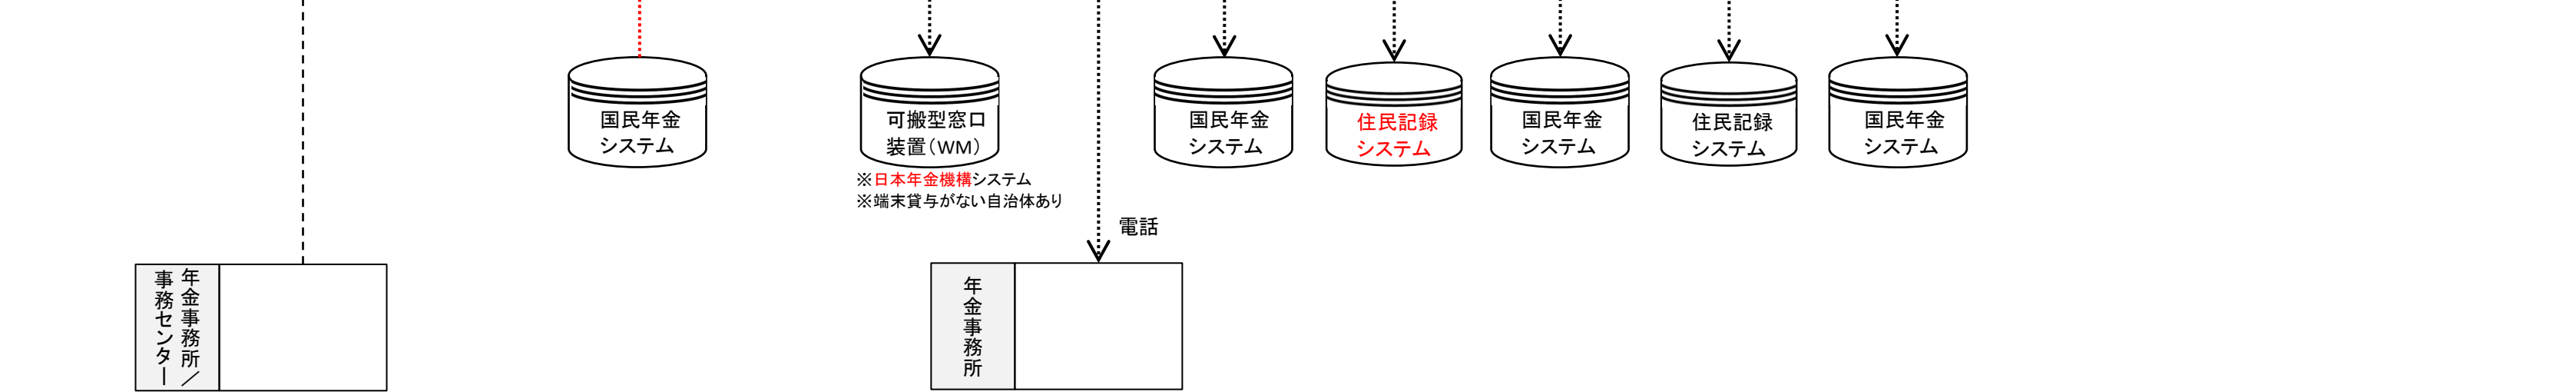 国民年金
システム
可搬型窓口
装置（WM）
※日本年金機構システム
※端末貸与がない自治体あり
国民年金
システム
住民記録
システム
国民年金
システム
住民記録
システム
国民年金
システム
電話
年金事務所／
事務センター
年金事務所